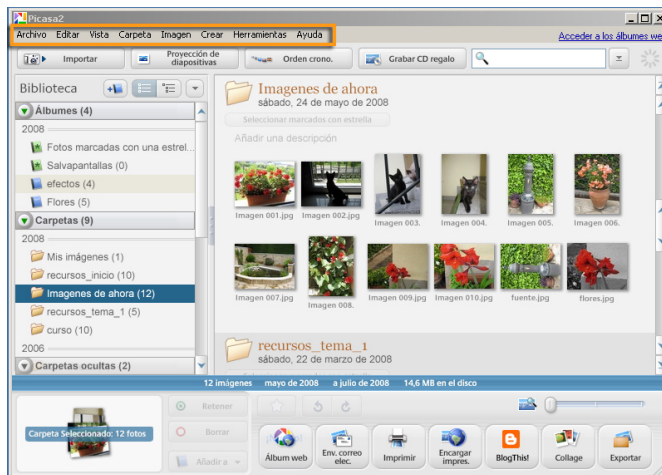 Picasa2
Archivo Editar Vista Carpeta Imagen Crear Herramientas Ayuda
Acceder a los álbumes we
Importar
Proyección de
diapositivas
Orden crono.
Grabar CD regalo
Biblioteca
Álbumes (4)
2008
Fotos marcadas con una estrel...
Salvapantallas (0)
efectos (4)
Flores (5)
Carpetas (9)
2008
Mis imágenes (1)
recursos_inicio (10)
Imagenes de ahora (12)
recursos_tema_1 (5)
curso (10)
2006
Carpetas ocultas (2)
Imagenes de ahora
sábado, 24 de mayo de 2008
Seleccionar marcados con estrella
Añadir una descripción
Imagen 001.jpg Imagen 002.jpg Imagen 003. Imagen 004. Imagen 005. Imagen 006.
Imagen 007.jpg Imagen 008. Imagen 009.jpg Imagen 010.jpg fuente.jpg flores.jpg
recursos_tema_1
sábado, 22 de marzo de 2008
12 imágenes mayo de 2008 a julio de 2008 14,6 MB en el disco
Carpeta Seleccionado: 12 fotos
Retener
Borrar
Añadir a
Álbum web
Env. correo
elec.
Imprimir
Encargar
impres.
BlogThis!
Collage
Exportar